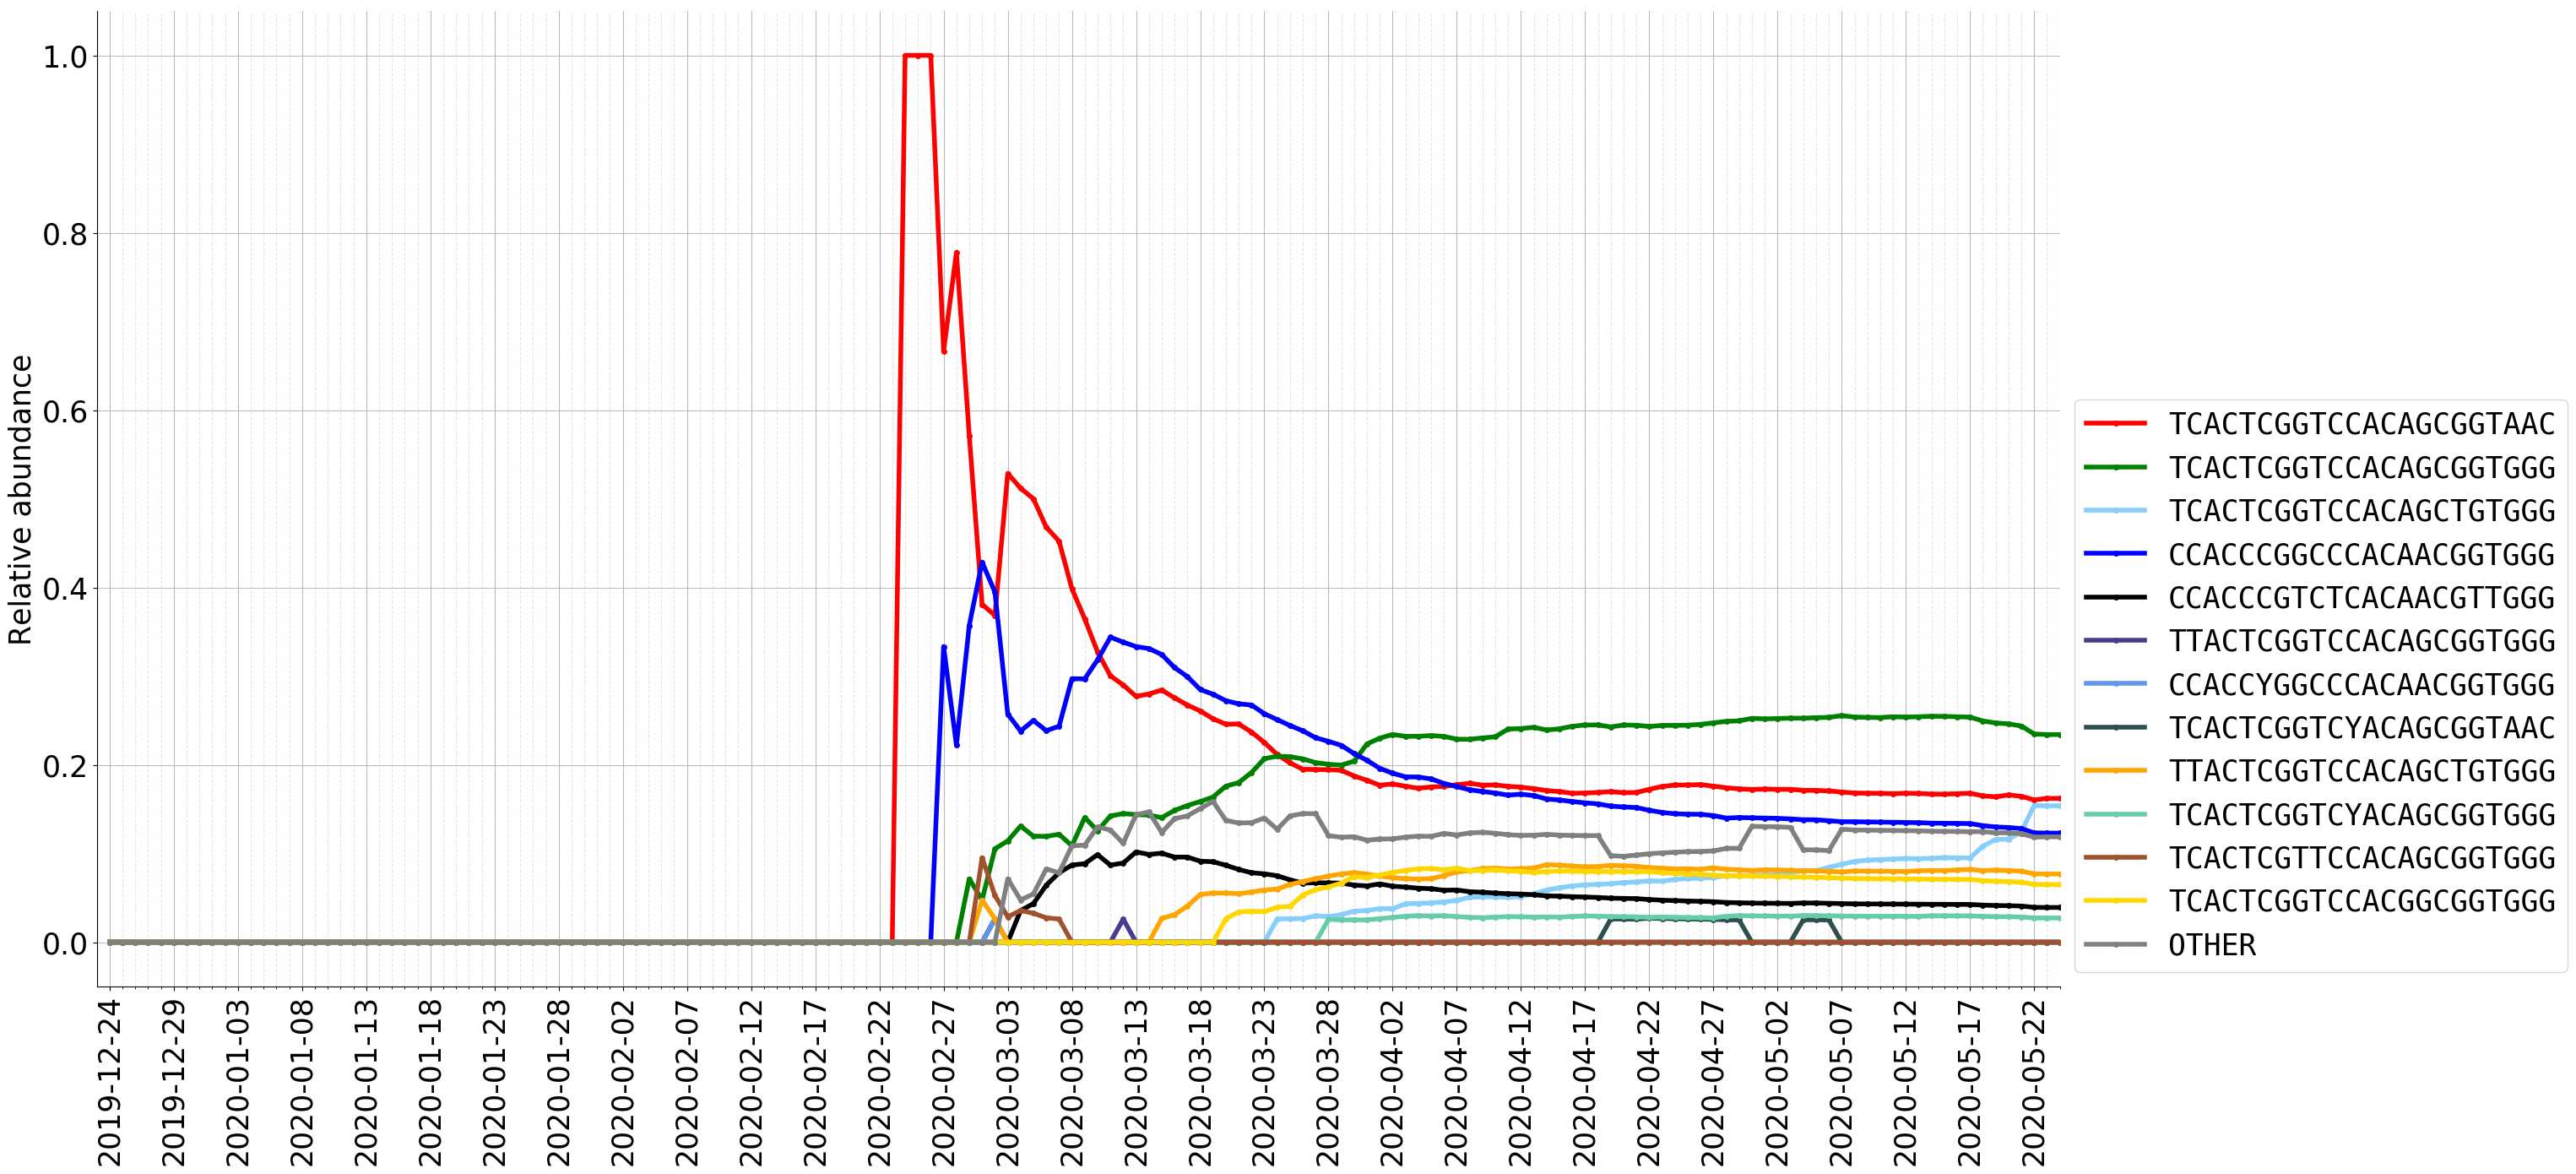 Relative abundance
1.0
0.8
0.6
0.4
0.2
0.0
2019-12-24
2019-12-29
2020-01-03
2020-01-08
2020-01-13
2020-01-18
2020-01-23
2020-01-28
2020-02-02
2020-02-07
2020-02-12
2020-02-17
2020-02-22
2020-02-27
2020-03-03
2020-03-08
2020-03-13
2020-03-18
2020-03-23
2020-03-28
2020-04-02
2020-04-07
2020-04-12
2020-04-17
2020-04-22
2020-04-27
2020-05-02
2020-05-07
2020-05-12
2020-05-17
2020-05-22
TCACTCGGTCCACAGCGGTAAC
TCACTCGGTCCACAGCGGTGGG
TCACTCGGTCCACAGCTGTGGG
CCACCCGGCCCACAACGGTGGG
CCACCCGTCTCACAACGTTGGG
TTACTCGGTCCACAGCGGTGGG
CCACCYGGCCCACAACGGTGGG
TCACTCGGTCYACAGCGGTAAC
TTACTCGGTCCACAGCTGTGGG
TCACTCGGTCYACAGCGGTGGG
TCACTCGTTCCACAGCGGTGGG
TCACTCGGTCCACGGCGGTGGG
OTHER